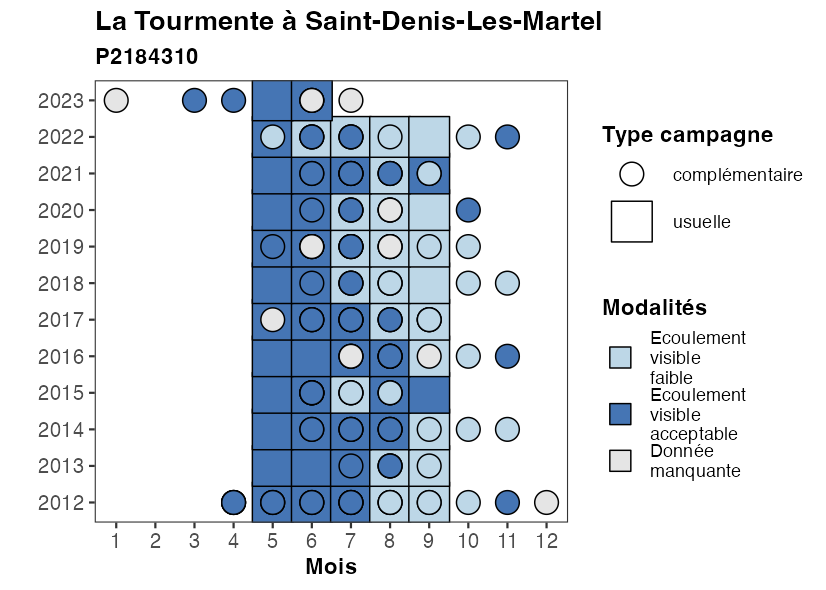 La Tourmente à Saint-Denis-Les-Martel
P2184310
2023
2022
2021
2020
2019
2018
2017
2016
2015
2014
2013
2012
1 2 3 4 5 6 7 8 9 10 11 12
Mois
Type campagne
complémentaire
usuelle
Modalités
Ecoulement
visible
faible
Ecoulement
visible
acceptable
Donnée
manquante